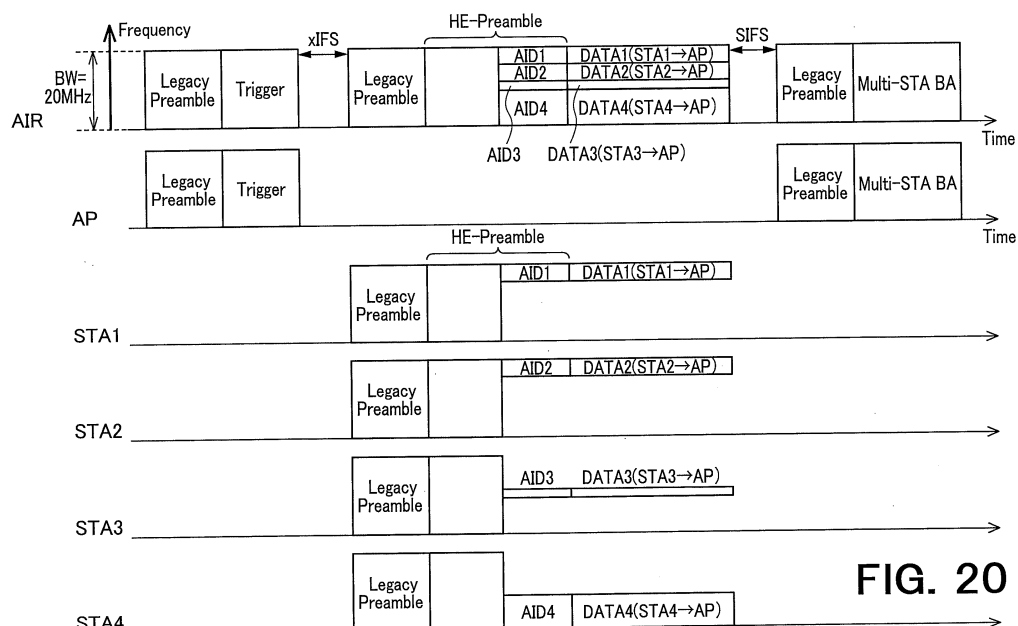 Frequency
xIFS
HE-Preamble
SIFS
BW=
20MHz
Legacy
Preamble
Trigger
Legacy
Preamble
AID1
DATA1(STA1→AP)
AID2
DATA2(STA2→AP)
AID4
DATA4(STA4→AP)
Legacy
Preamble
Multi-STA BA
AIR
Time
AID3
DATA3(STA3→AP)
Legacy
Preamble
Trigger
Legacy
Preamble
Multi-STA BA
AP
Time
HE-Preamble
Legacy
Preamble
AID1
DATA1(STA1→AP)
STA1
Legacy
Preamble
AID2
DATA2(STA2→AP)
STA2
Legacy
Preamble
AID3
DATA3(STA3→AP)
STA3
Legacy
Preamble
AID4
DATA4(STA4→AP)
STA4
FIG. 20